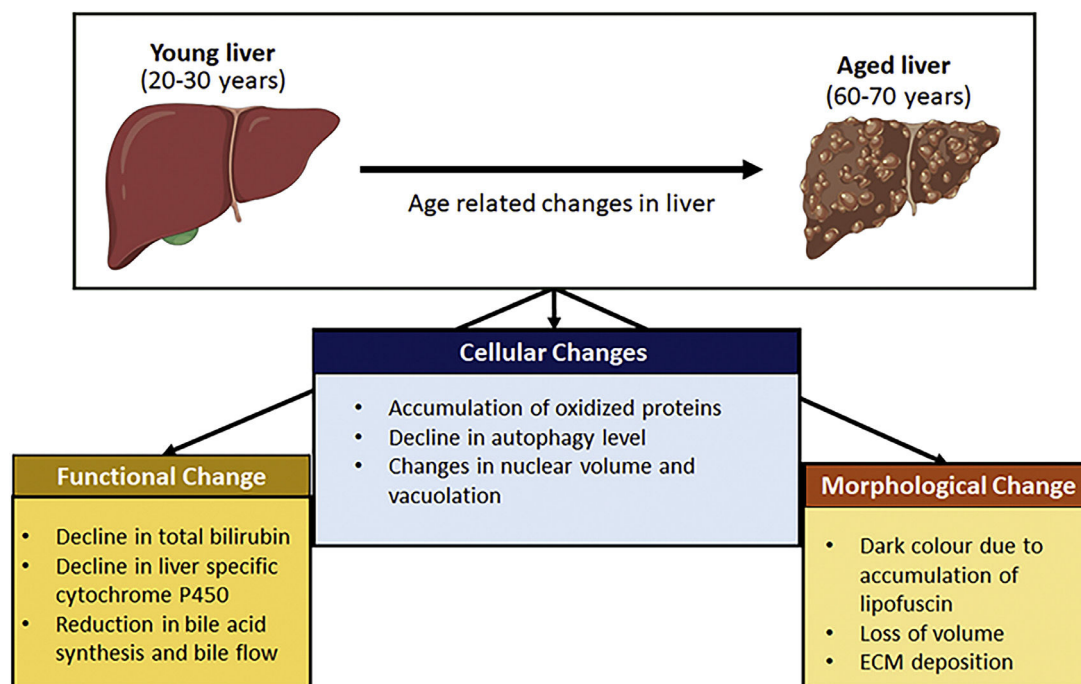 Young liver
(20-30 years)
Aged liver
(60-70 years)
Age related changes in liver
Cellular Changes
• Accumulation of oxidized proteins
• Decline in autophagy level
• Changes in nuclear volume and
vacuolation
Functional Change
• Decline in total bilirubin
• Decline in liver specific
cytochrome P450
• Reduction in bile acid
synthesis and bile flow
Morphological Change
• Dark colour due to
accumulation of
lipofuscin
• Loss of volume
• ECM deposition